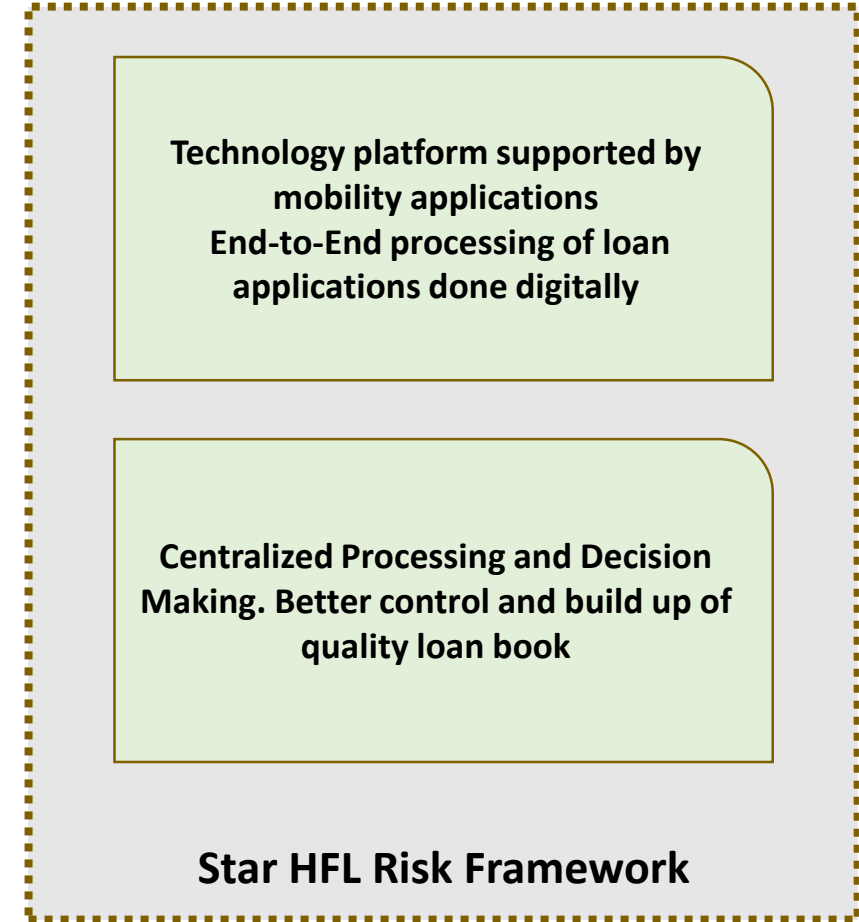 Technology platform supported by
mobility applications
End-to-End processing of loan
applications done digitally
Centralized Processing and Decision
Making. Better control and build up of
quality loan book
Star HFL Risk Framework